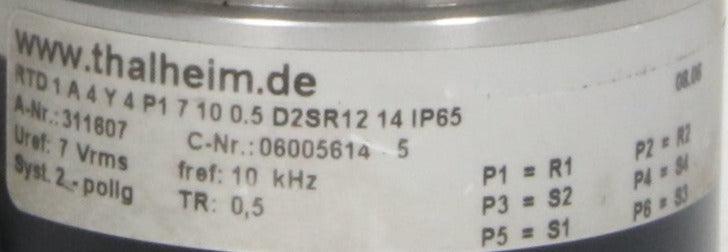 www.thalheim.de
08.06
RTD 1 A 4 Y 4 P1 7 10 0.5 D2SR12 14 IP65
A-Nr.:311607 C-Nr.:06005614 5
Uref: 7 Vrms fref: 10 kHz
Syst. 2.-polig TR: 0,5
P1 = R1 P2 = R2
P3 = S2 P4 = S4
P5 = S1 P6 = S3